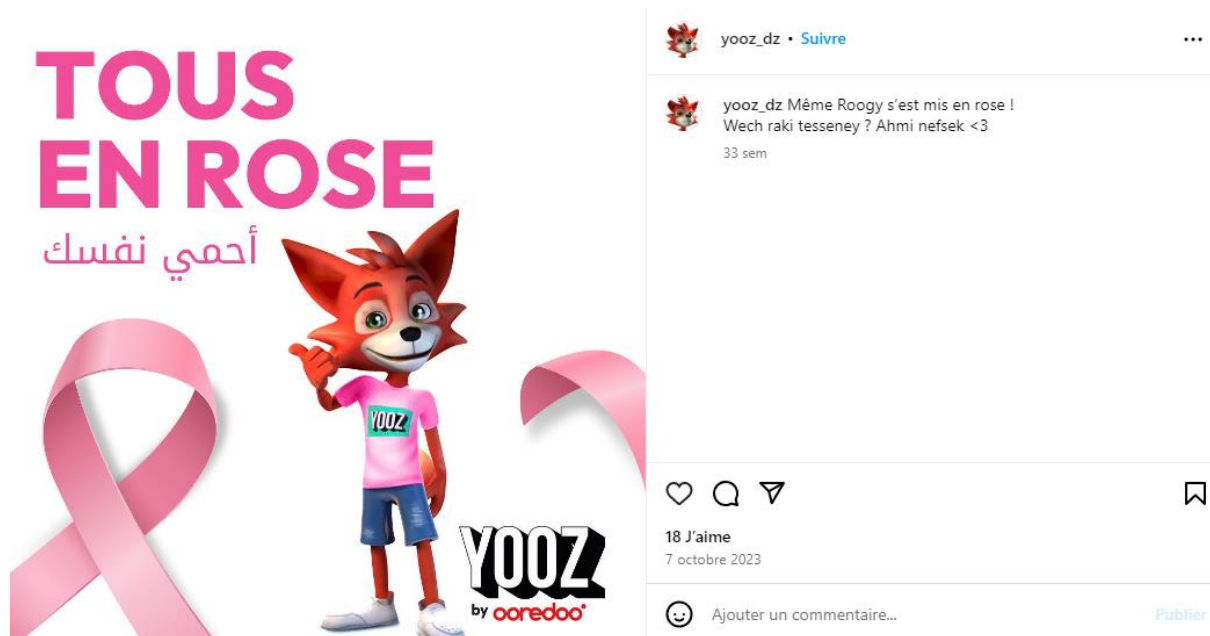 TOUS
EN ROSE
أحمي نفسك
YOOZ
YOOZ
by ooredoo
yooz_dz • Suivre
yooz_dz Même Roogy s'est mis en rose !
Wech raki tesseney ? Ahmi nefsek <3
33 sem
18 J'aime
7 octobre 2023
Ajouter un commentaire...
Publier